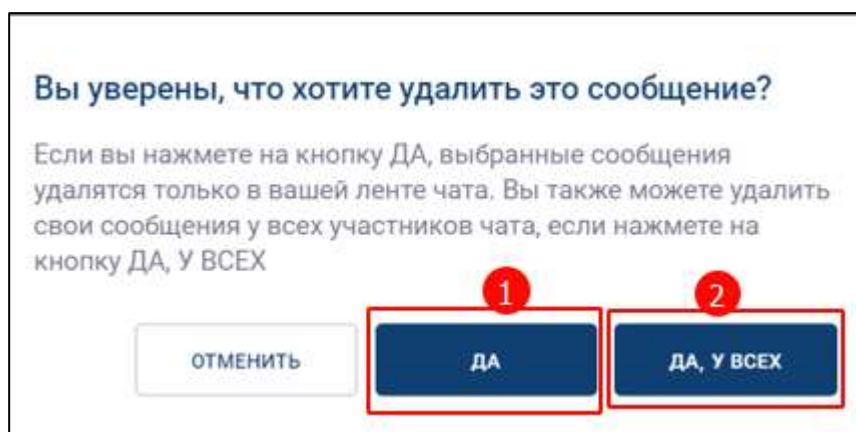 Вы уверены, что хотите удалить это сообщение?
Если вы нажмете на кнопку ДА, выбранные сообщения
удалятся только в вашей ленте чата. Вы также можете удалить
свои сообщения у всех участников чата, если нажмете на
кнопку ДА, У ВСЕХ
1 2
ОТМЕНИТЬ ДА ДА, У ВСЕХ